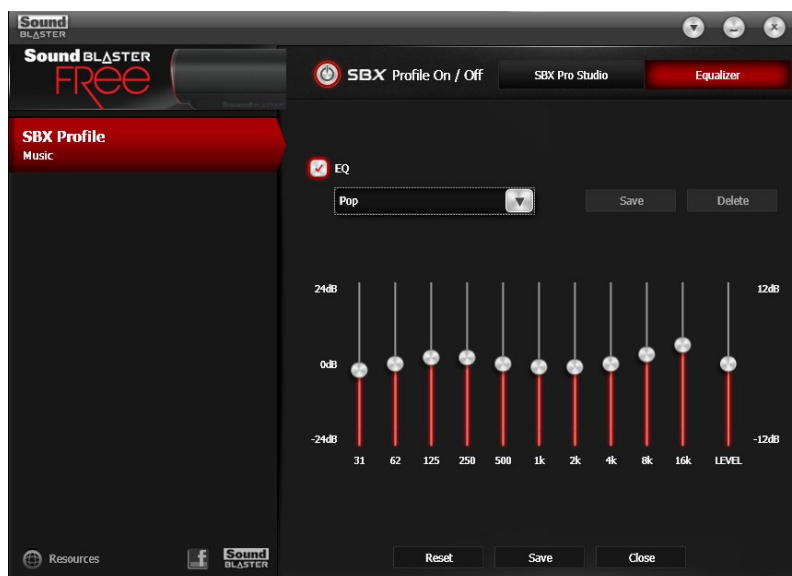 Sound
BLASTER
Sound BLASTER
FREE
SBX Profile On / Off
SBX Pro Studio
Equalizer
SBX Profile
Music
EQ
Pop
Save
Delete
24dB
12dB
0dB
-24dB
-12dB
31 62 125 250 500 1k 2k 4k 8k 16k LEVEL
Resources
f
Sound
BLASTER
Reset
Save
Close